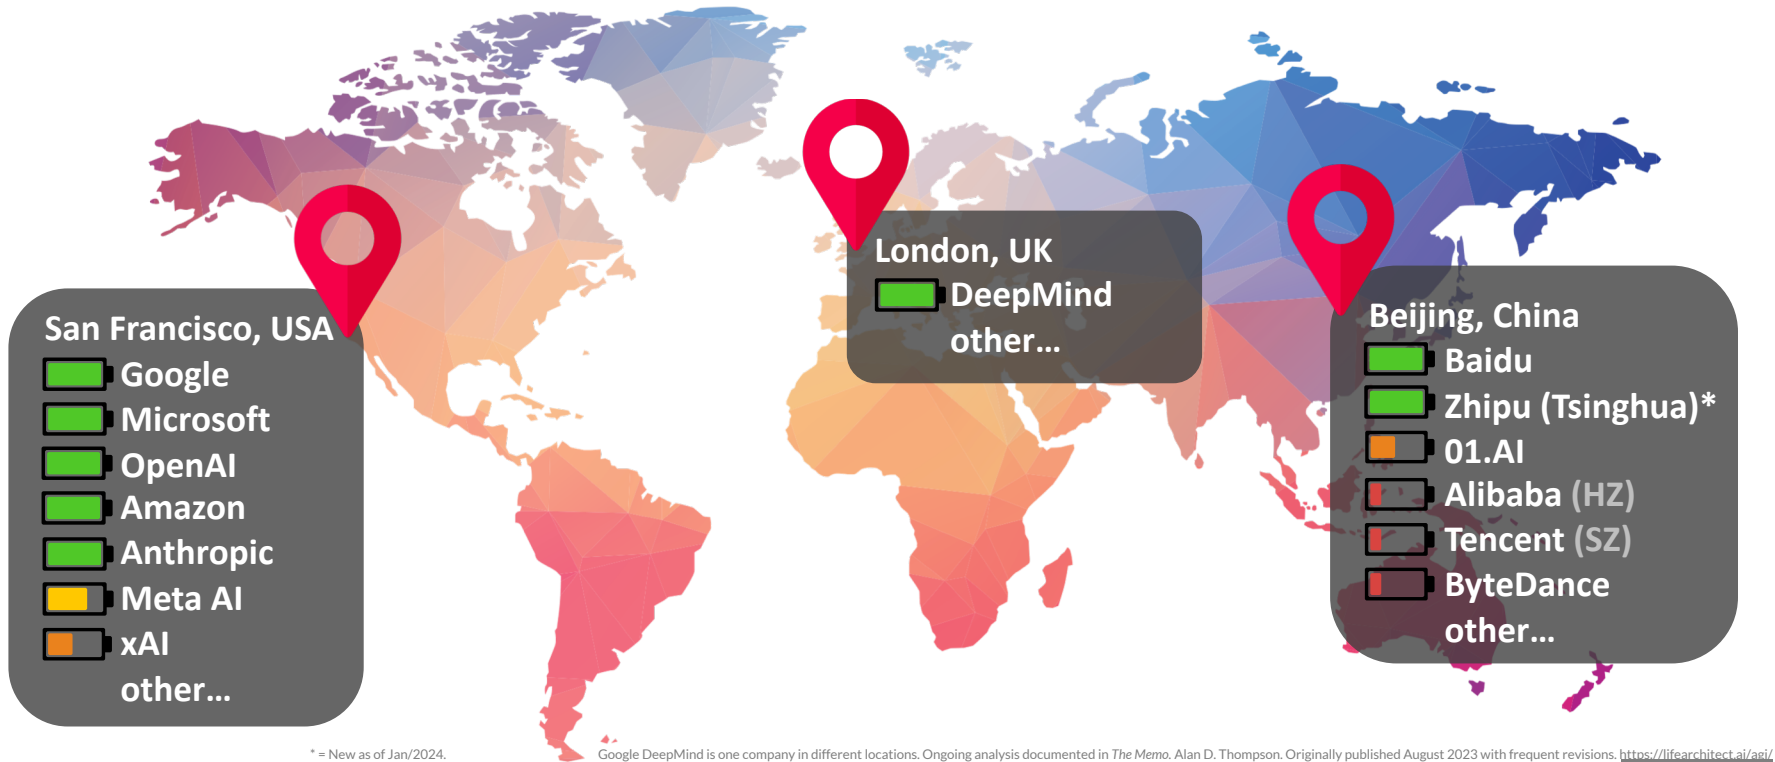 San Francisco, USA
Google
Microsoft
OpenAI
Amazon
Anthropic
Meta AI
xAI
other...
London, UK
DeepMind
other...
Beijing, China
Baidu
Zhipu (Tsinghua)*
01.AI
Alibaba (HZ)
Tencent (SZ)
ByteDance
other...
* = New as of Jan/2024.
Google DeepMind is one company in different locations. Ongoing analysis documented in The Memo. Alan D. Thompson. Originally published August 2023 with frequent revisions. https://lifearchitect.ai/agi/